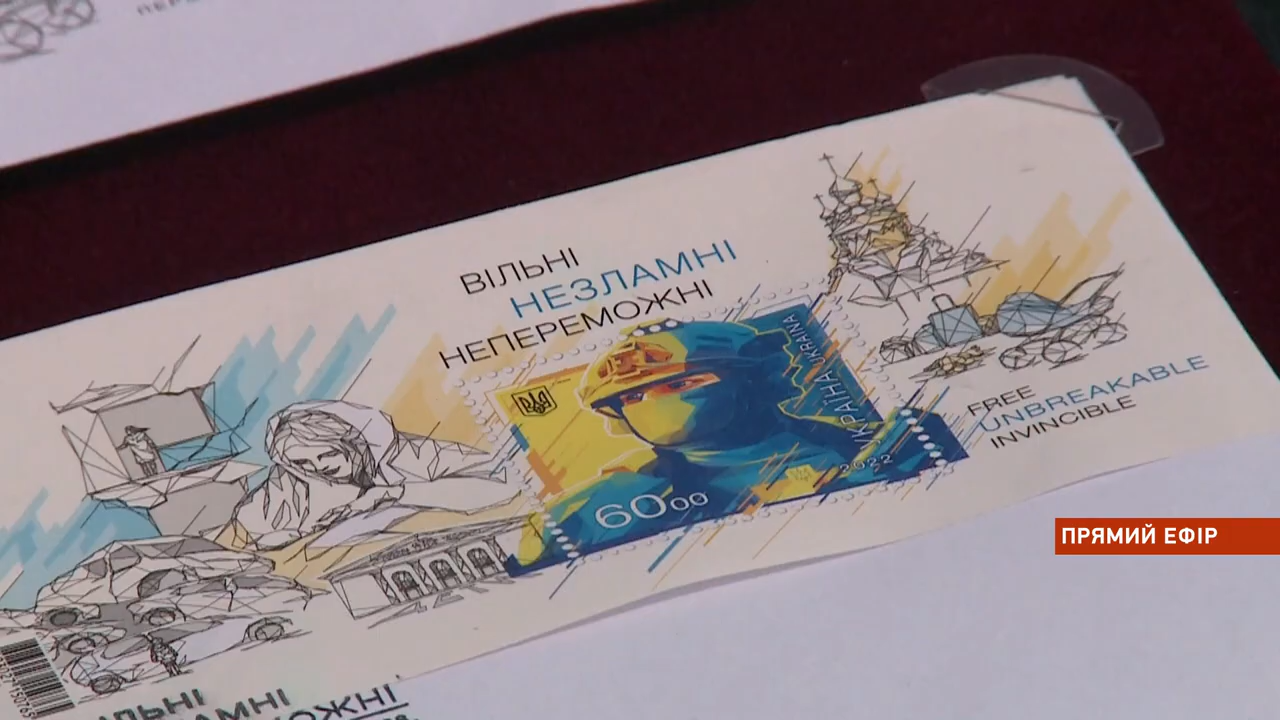 ВІЛЬНІ
НЕЗЛАМНІ
НЕПЕРЕМОЖНІ
УКРАЇНА UKRAINA
2022
60 00
FREE
UNBREAKABLE
INVINCIBLE
ПРЯМИЙ ЕФІР